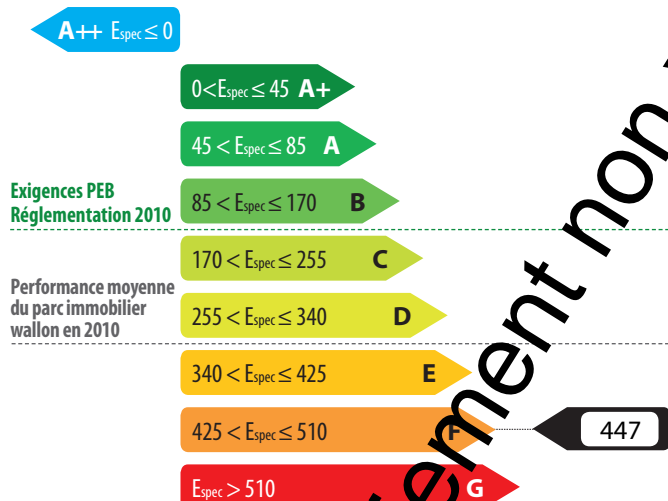 A++ Espec ≤ 0
0 < Espec ≤ 45 A+
45 < Espec ≤ 85 A
Exigences PEB
Réglementation 2010
85 < Espec ≤ 170 B
170 < Espec ≤ 255 C
Performance moyenne
du parc immobilier
wallon en 2010
255 < Espec ≤ 340 D
340 < Espec ≤ 425 E
425 < Espec ≤ 510 F
447
Espec > 510 G
non